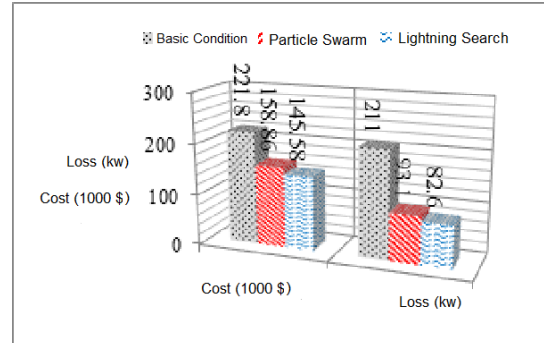 Basic Condition Particle Swarm Lightning Search
300
200
100
0
Loss (kw)
Cost (1000 $)
221.8
158.86
145.58
211
93.
82.6
Cost (1000 $)
Loss (kw)